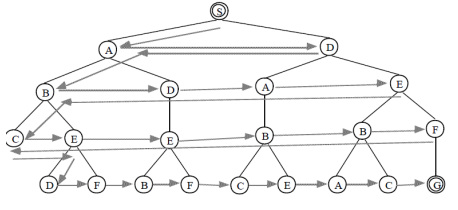 S
A D
B D A E
C E E B B F
D F B F C E A C G